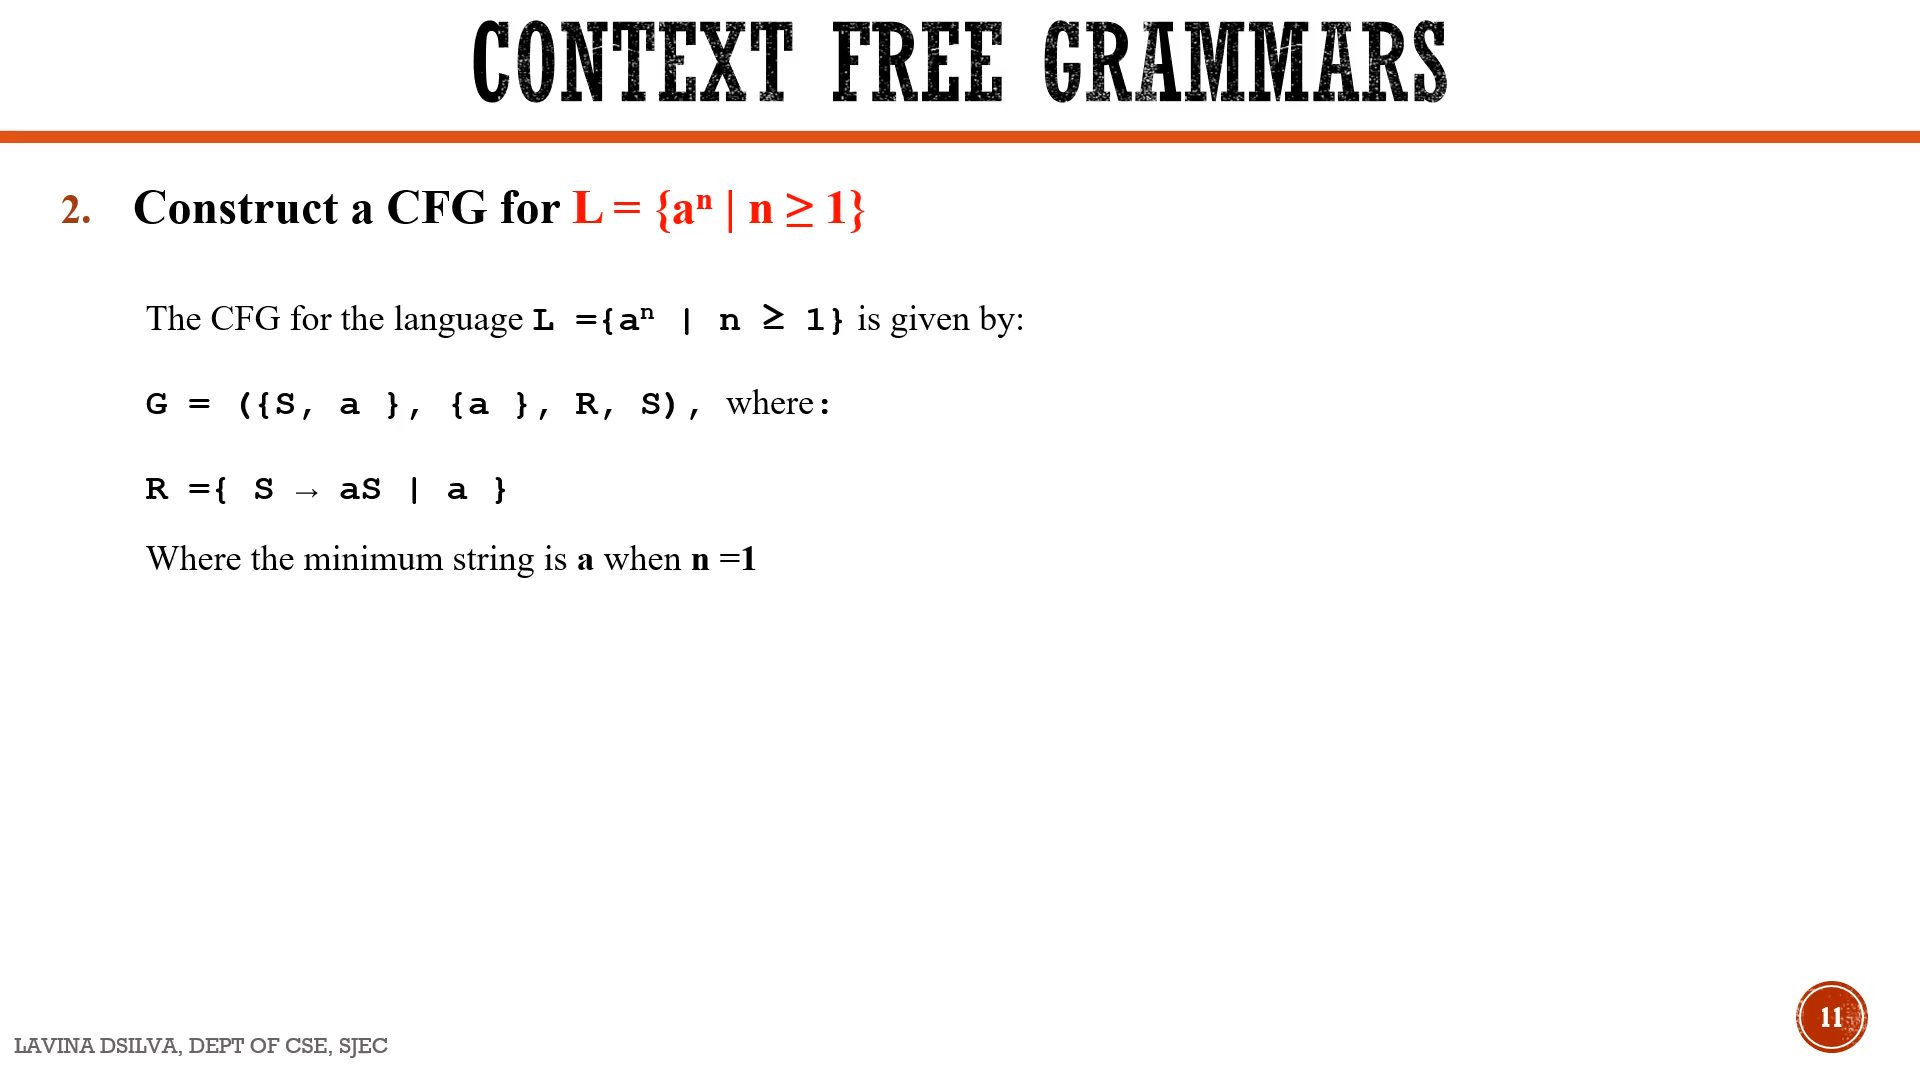 CONTEXT FREE GRAMMARS
2. Construct a CFG for L = {aⁿ | n ≥ 1}
The CFG for the language L ={aⁿ | n ≥ 1} is given by:
G = ({S, a }, {a }, R, S), where:
R ={ S → aS | a }
Where the minimum string is a when n =1
11
LAVINA DSILVA, DEPT OF CSE, SJEC